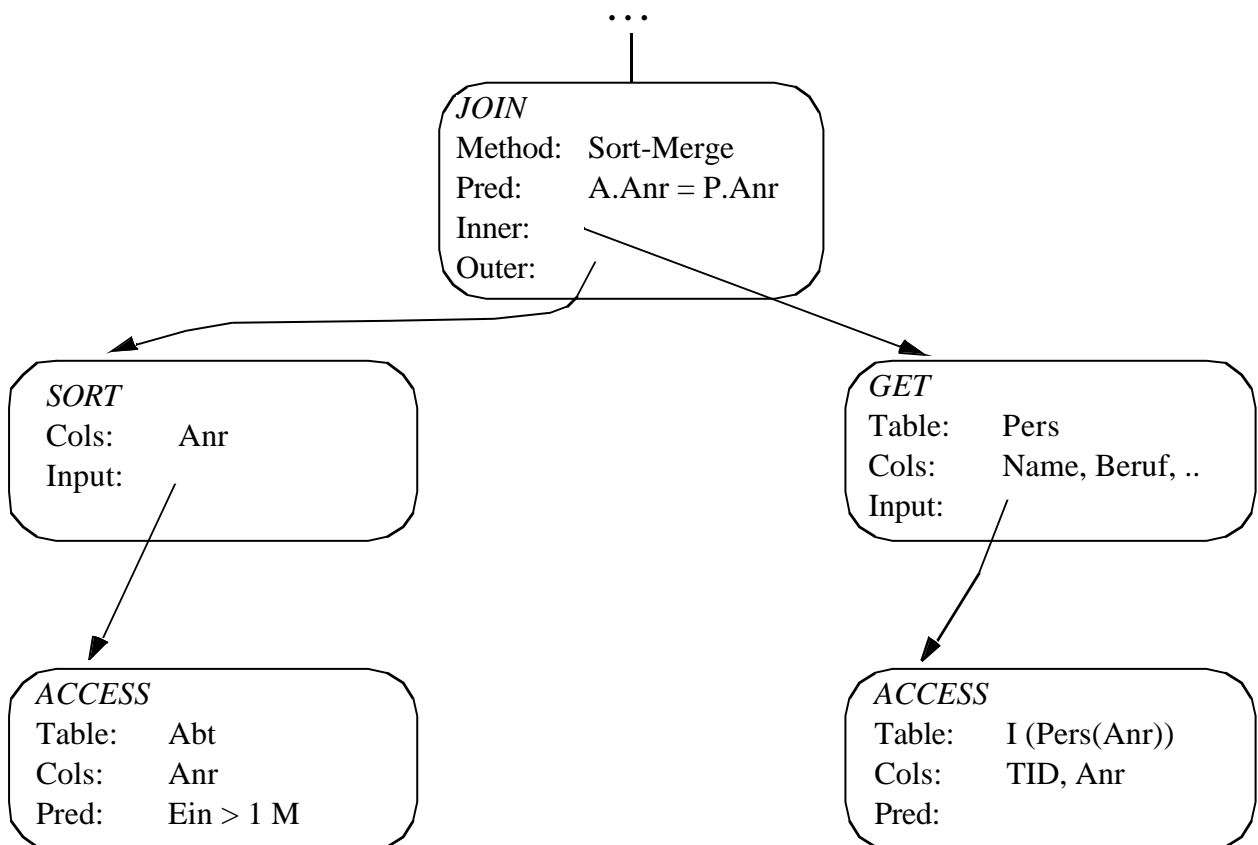 ...
JOIN
Method: Sort-Merge
Pred: A.Anr = P.Anr
Inner:
Outer:
SORT
Cols: Anr
Input:
GET
Table: Pers
Cols: Name, Beruf, ..
Input:
ACCESS
Table: Abt
Cols: Anr
Pred: Ein > 1 M
ACCESS
Table: I (Pers(Anr))
Cols: TID, Anr
Pred: